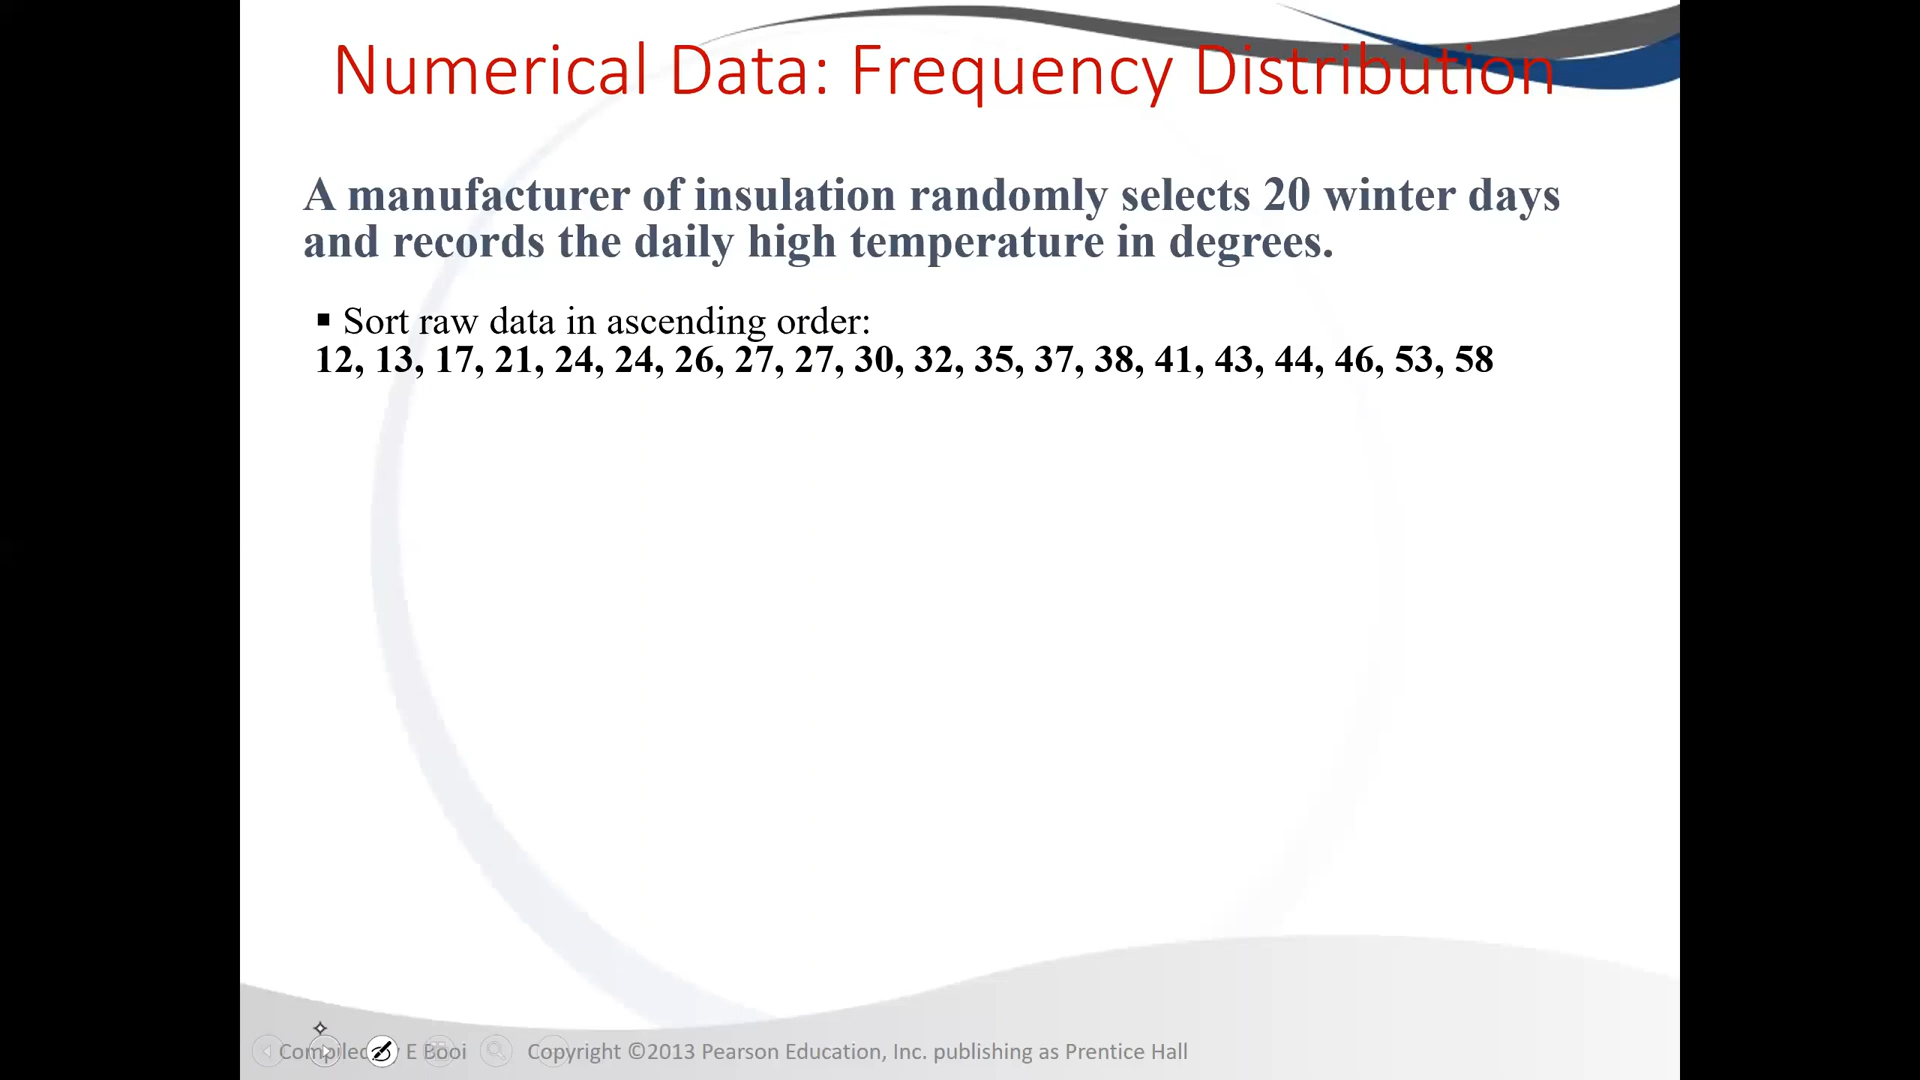 Numerical Data: Frequency Distribution
A manufacturer of insulation randomly selects 20 winter days
and records the daily high temperature in degrees.
▪ Sort raw data in ascending order:
12, 13, 17, 21, 24, 24, 26, 27, 27, 30, 32, 35, 37, 38, 41, 43, 44, 46, 53, 58
Compiled E Booi Copyright ©2013 Pearson Education, Inc. publishing as Prentice Hall